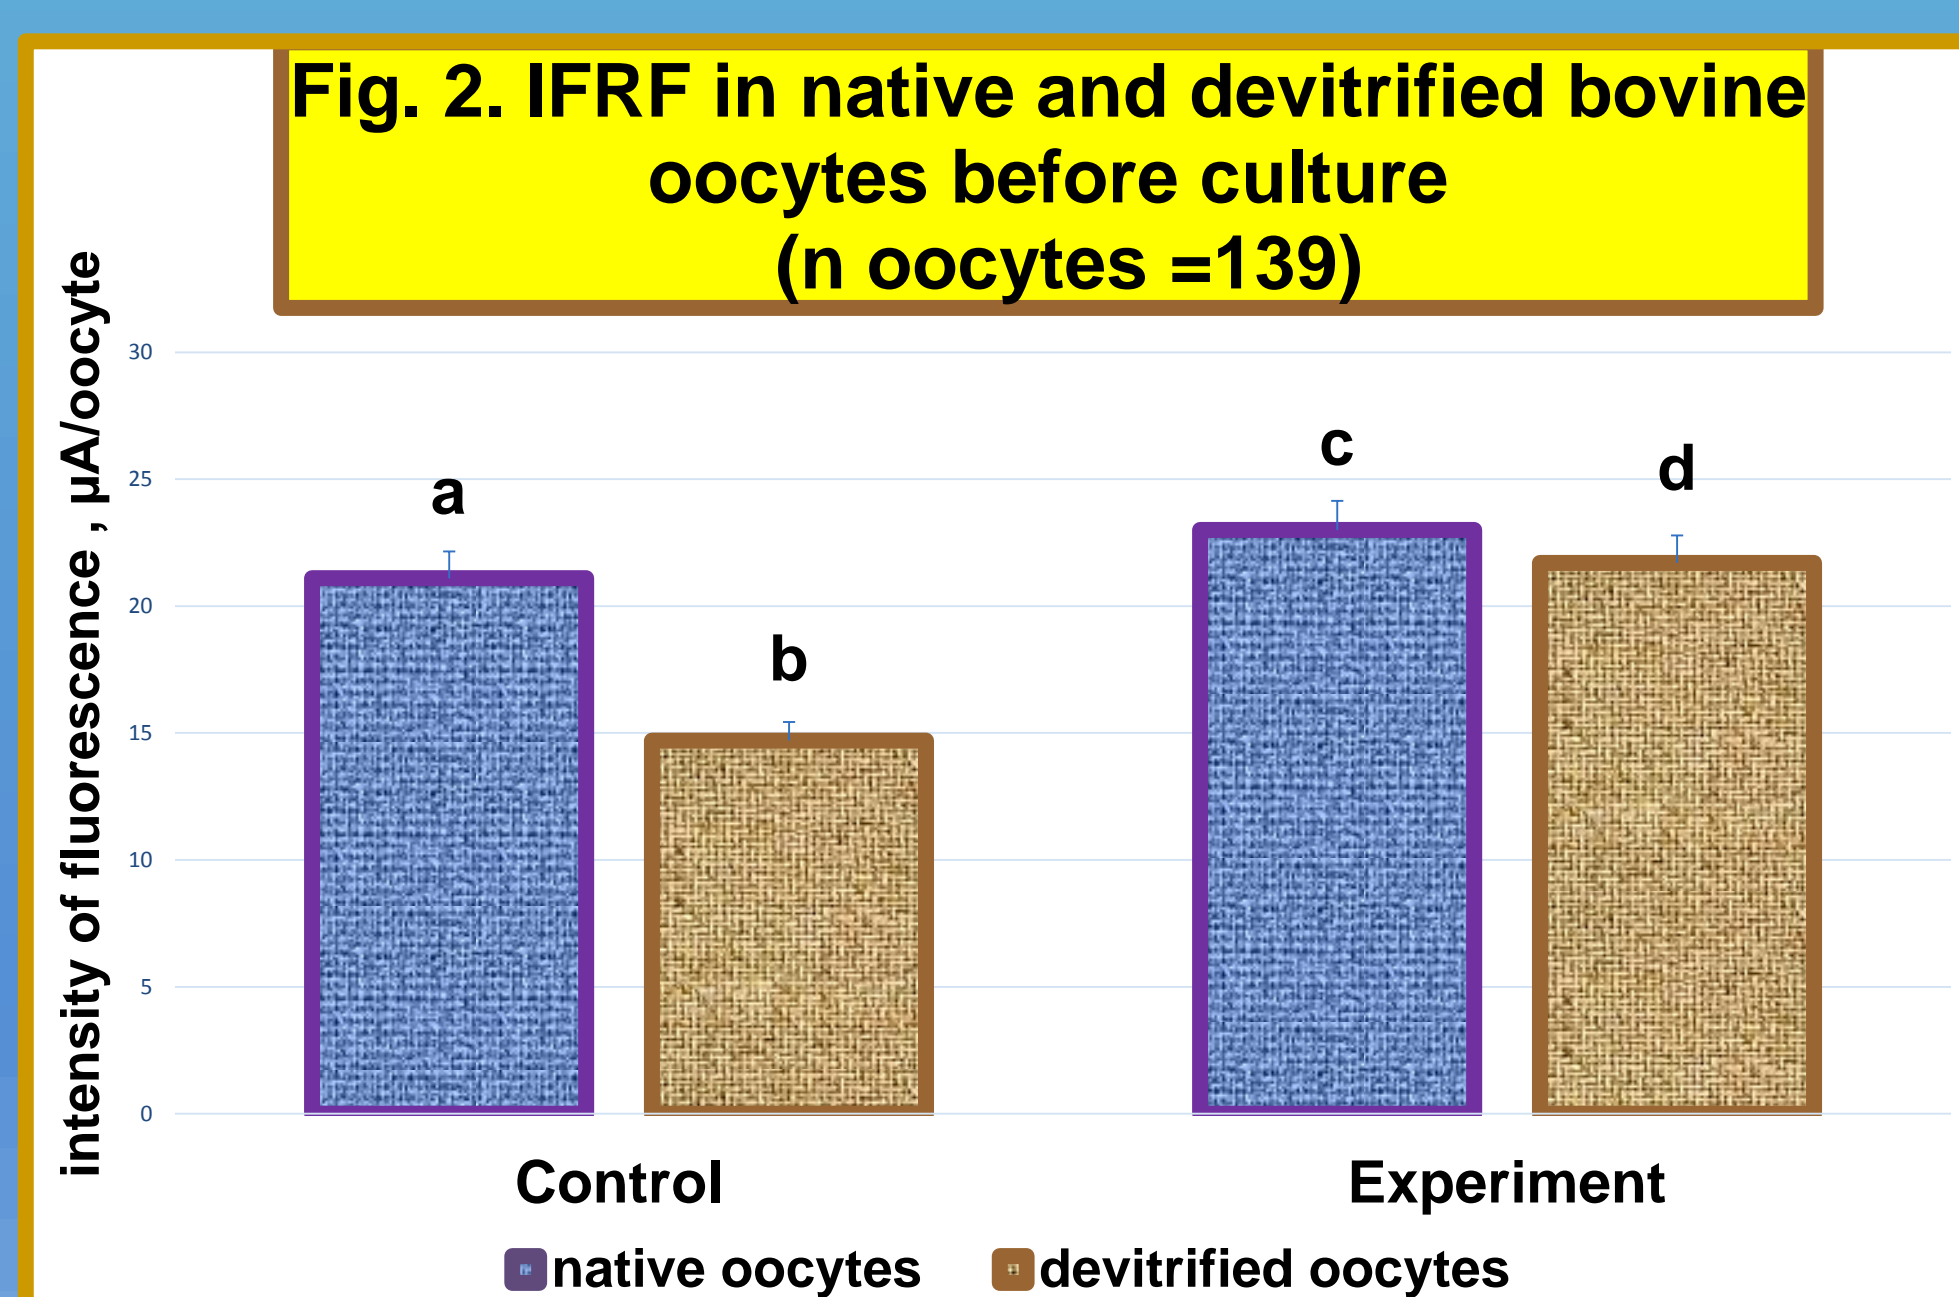 Fig. 2. IFRF in native and devitrified bovine
oocytes before culture
(n oocytes =139)
intensity of fluorescence , µA/oocyte
30
25
20
15
10
5
0
a
b
c
d
Control
Experiment
native oocytes
devitrified oocytes